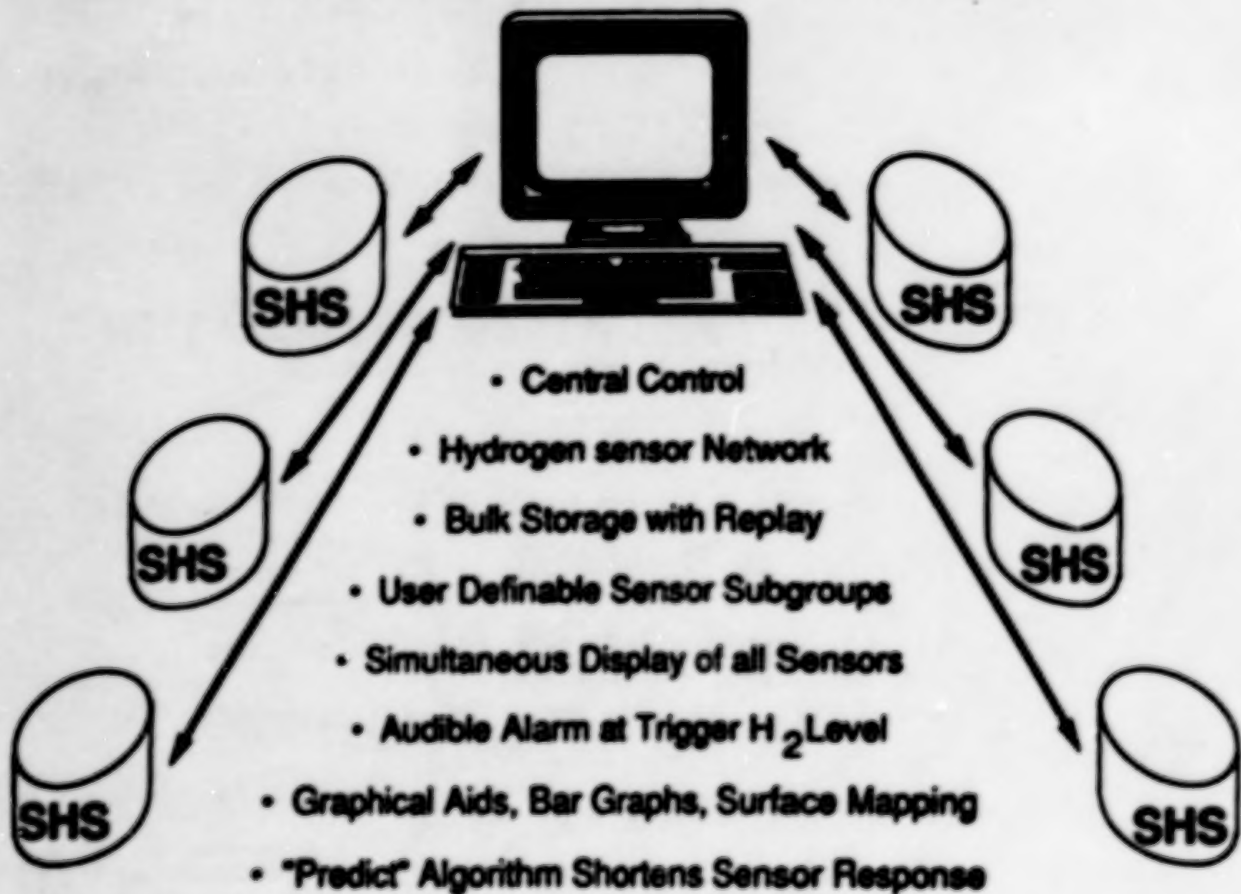 SHS
SHS
• Central Control
• Hydrogen sensor Network
• Bulk Storage with Replay
SHS
SHS
• User Definable Sensor Subgroups
• Simultaneous Display of all Sensors
• Audible Alarm at Trigger H2 Level
• Graphical Aids, Bar Graphs, Surface Mapping
SHS
SHS
• "Predict" Algorithm Shortens Sensor Response